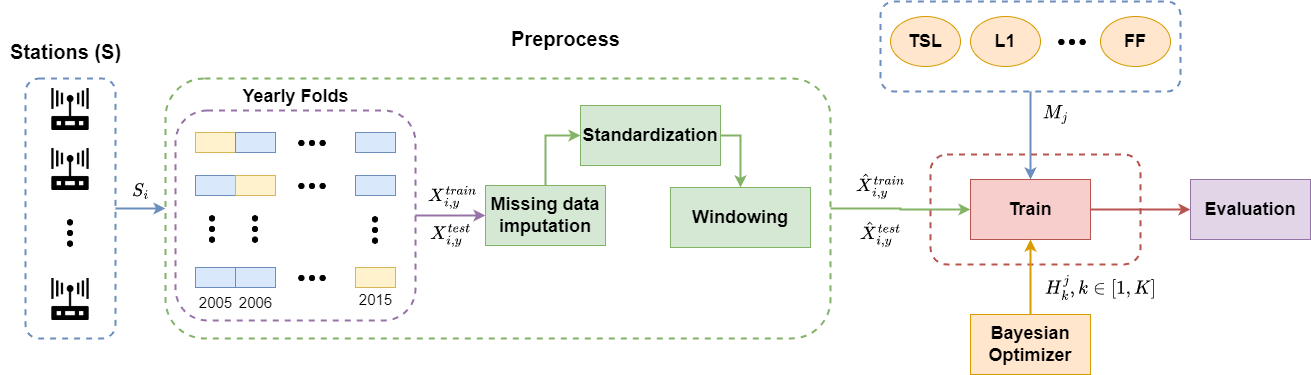 Stations (S)
Preprocess
Yearly Folds
2005 2006 2015
S_i
X_{i,y}^{train}
X_{i,y}^{test}
Missing data
imputation
Standardization
Windowing
\hat{X}_{i,y}^{train}
\hat{X}_{i,y}^{test}
TSL L1 FF
M_j
Train
Evaluation
H_k^j, k ∈ [1, K]
Bayesian
Optimizer